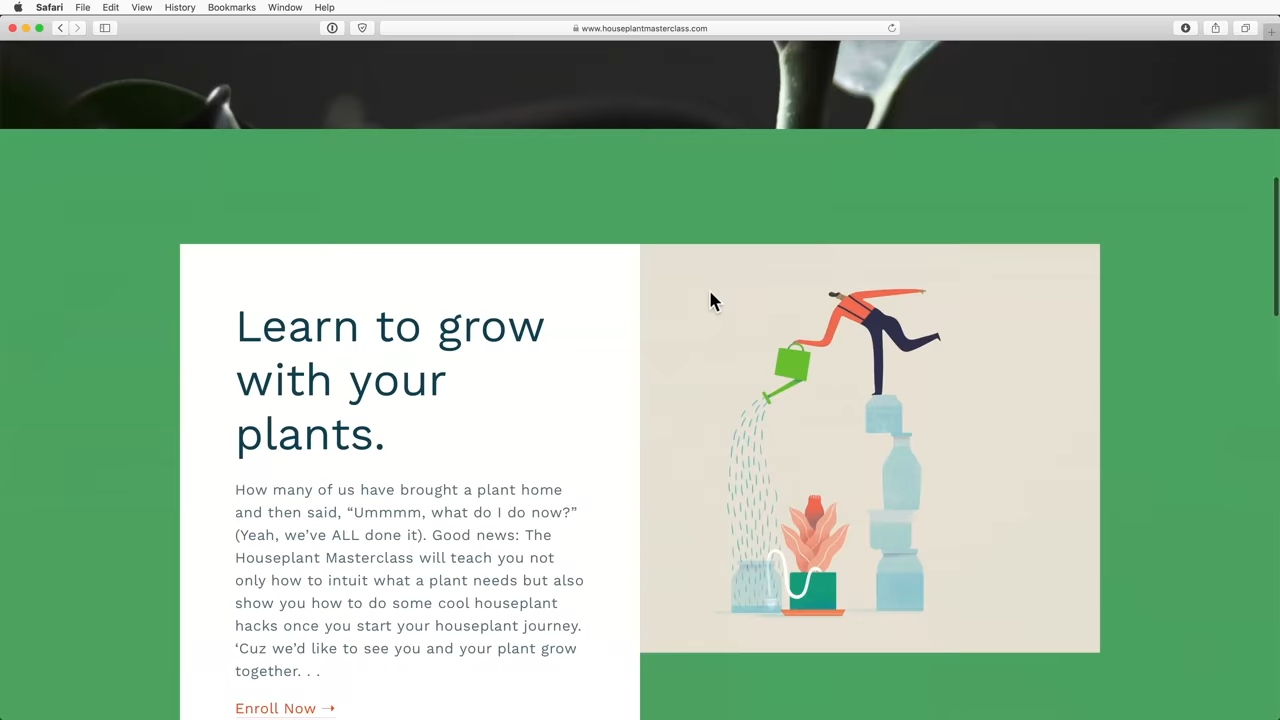 Safari File Edit View History Bookmarks Window Help
www.houseplantmasterclass.com
Learn to grow
with your
plants.
How many of us have brought a plant home
and then said, “Ummmm, what do I do now?”
(Yeah, we’ve ALL done it). Good news: The
Houseplant Masterclass will teach you not
only how to intuit what a plant needs but also
show you how to do some cool houseplant
hacks once you start your houseplant journey.
‘Cuz we’d like to see you and your plant grow
together. . .
Enroll Now →